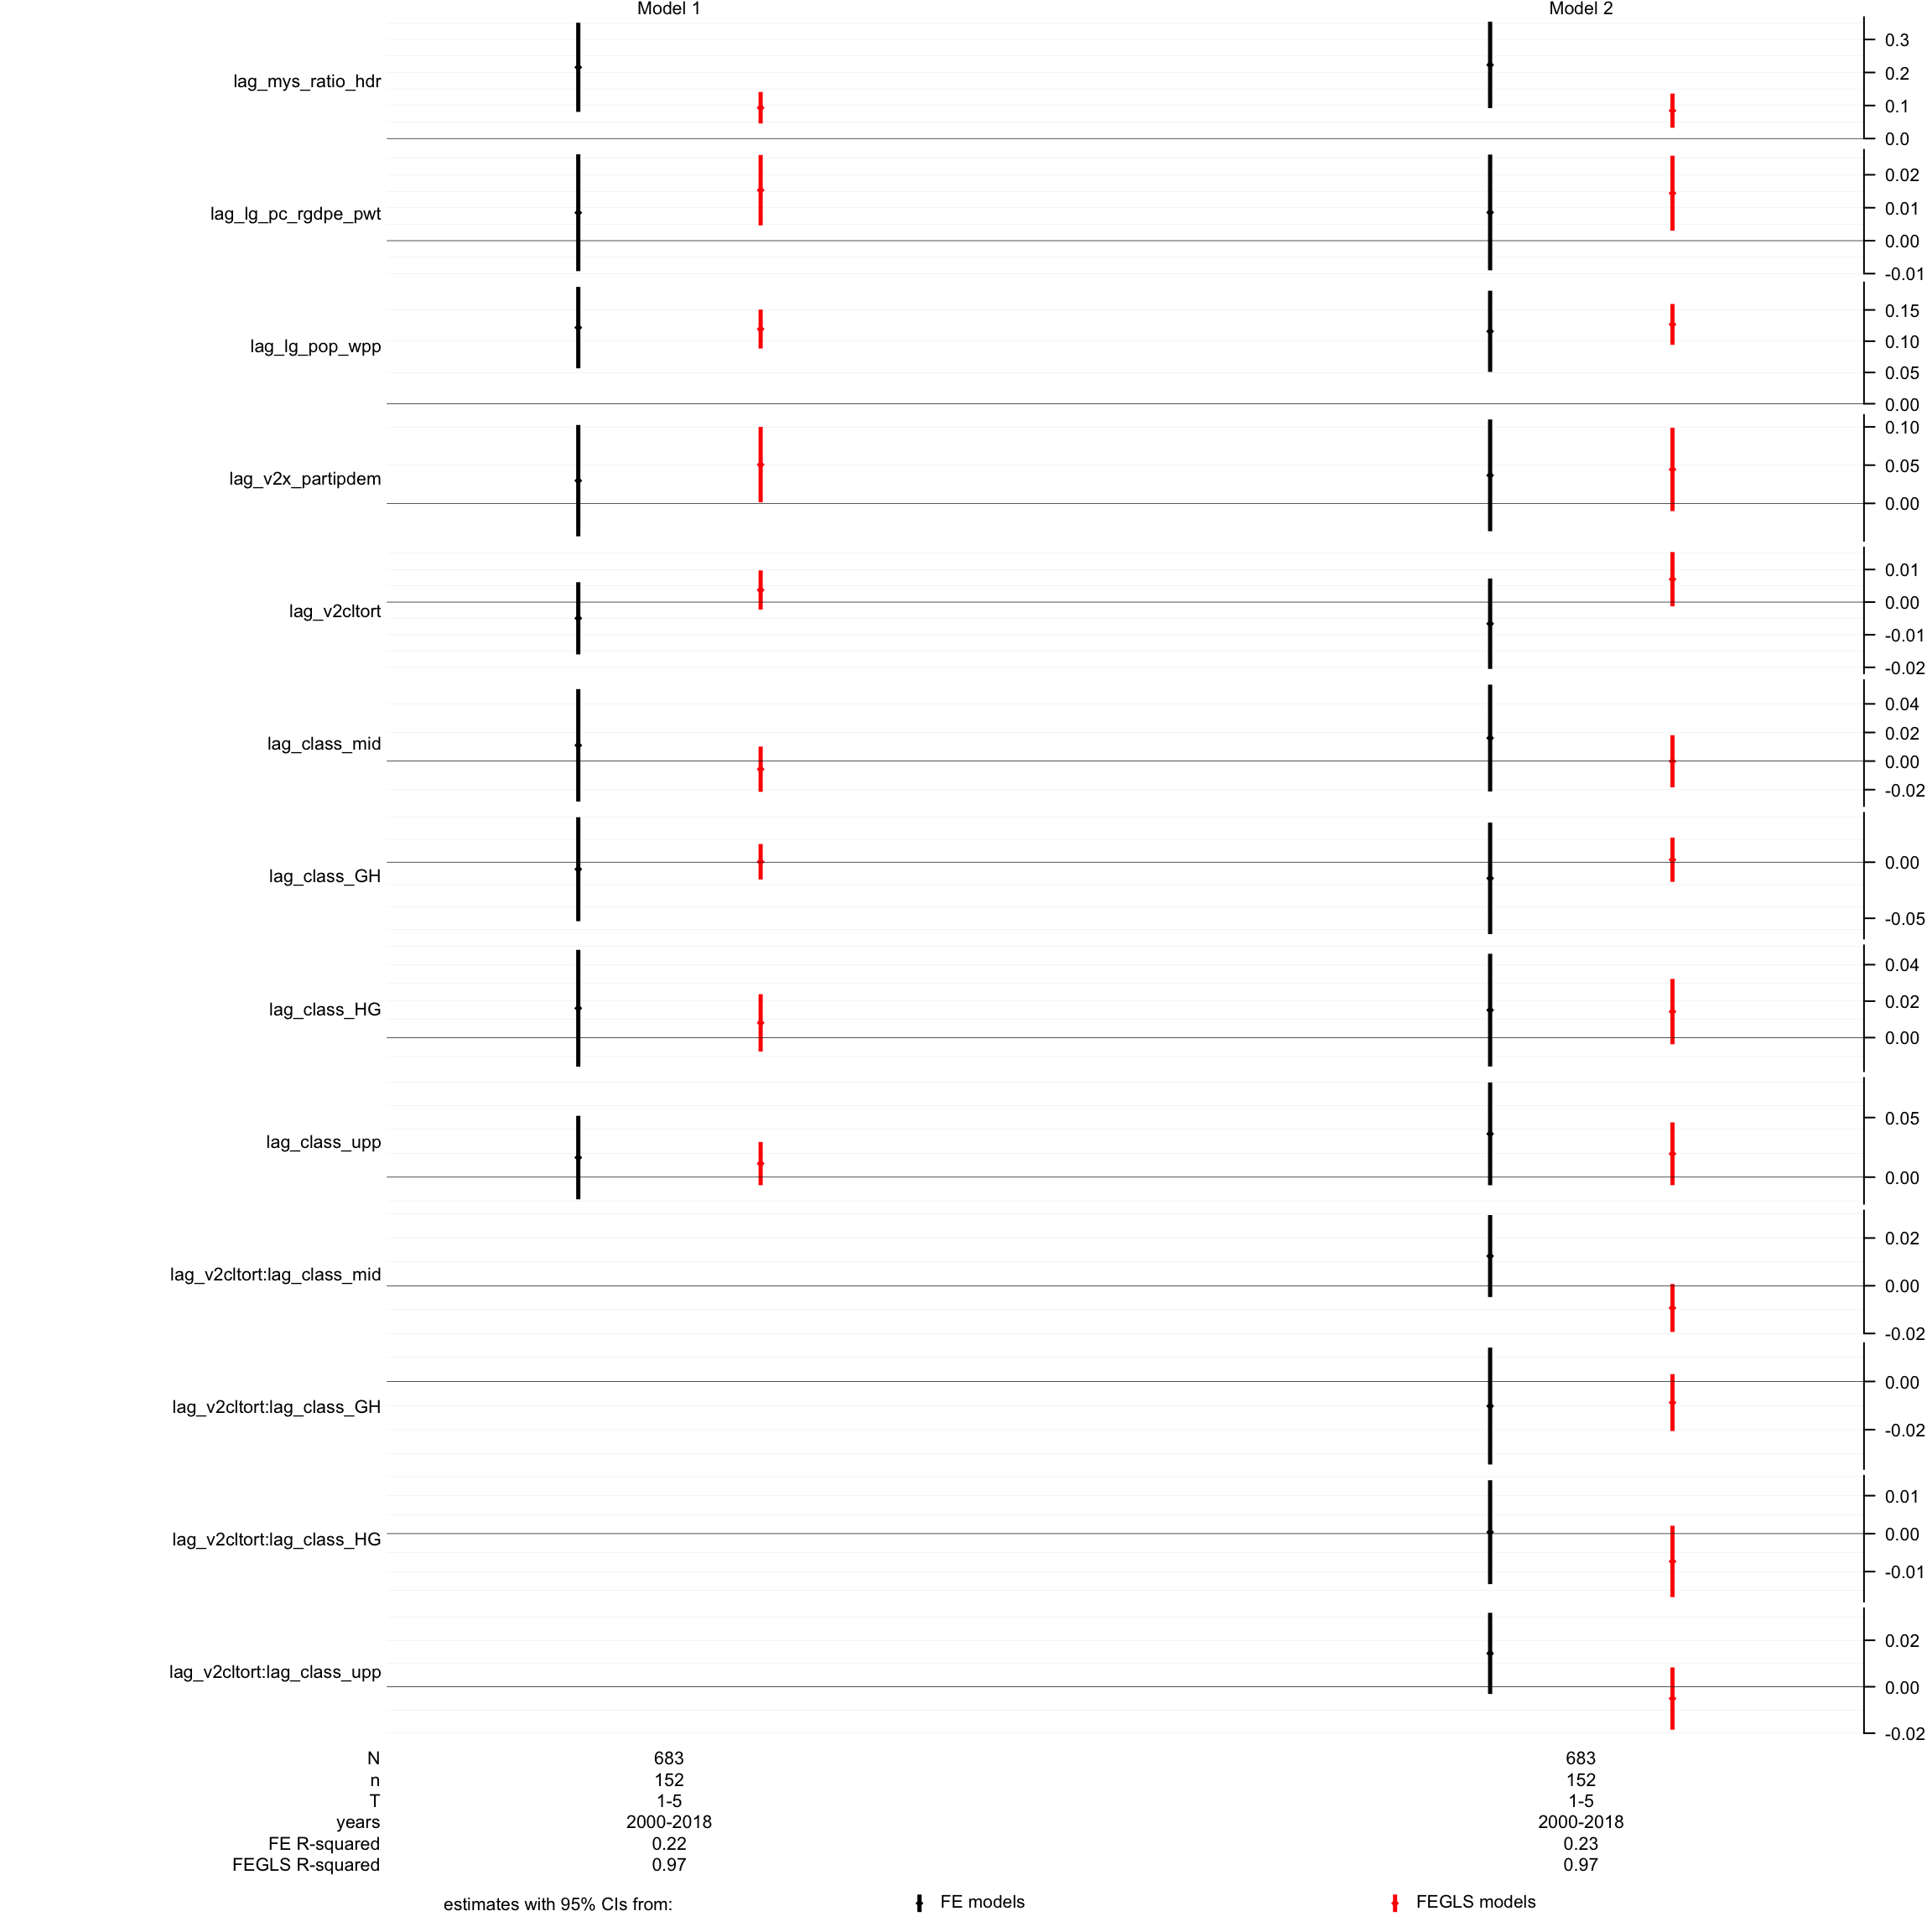 Model 1 Model 2
lag_mys_ratio_hdr
0.3
0.2
0.1
0.0
lag_lg_pc_rgdpe_pwt
0.02
0.01
0.00
-0.01
lag_lg_pop_wpp
0.15
0.10
0.05
0.00
lag_v2x_partipdem
0.10
0.05
0.00
lag_v2cltort
0.01
0.00
-0.01
-0.02
lag_class_mid
0.04
0.02
0.00
-0.02
lag_class_GH
0.00
-0.05
lag_class_HG
0.04
0.02
0.00
lag_class_upp
0.05
0.00
lag_v2cltort:lag_class_mid
0.02
0.00
-0.02
lag_v2cltort:lag_class_GH
0.00
-0.02
lag_v2cltort:lag_class_HG
0.01
0.00
-0.01
lag_v2cltort:lag_class_upp
0.02
0.00
-0.02
N 683 683
n 152 152
T 1-5 1-5
years 2000-2018 2000-2018
FE R-squared 0.22 0.23
FEGLS R-squared 0.97 0.97
estimates with 95% CIs from: FE models FEGLS models